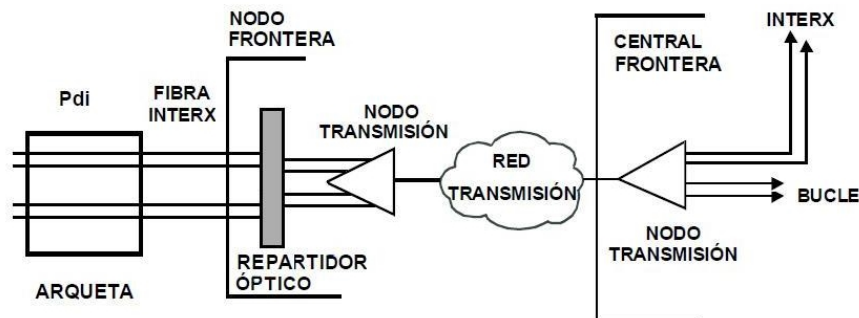 NODO
FRONTERA
Pdi
FIBRA
INTERX
NODO
TRANSMISIÓN
RED
TRANSMISIÓN
CENTRAL
FRONTERA
INTERX
BUCLE
NODO
TRANSMISIÓN
REPARTIDOR
ÓPTICO
ARQUETA